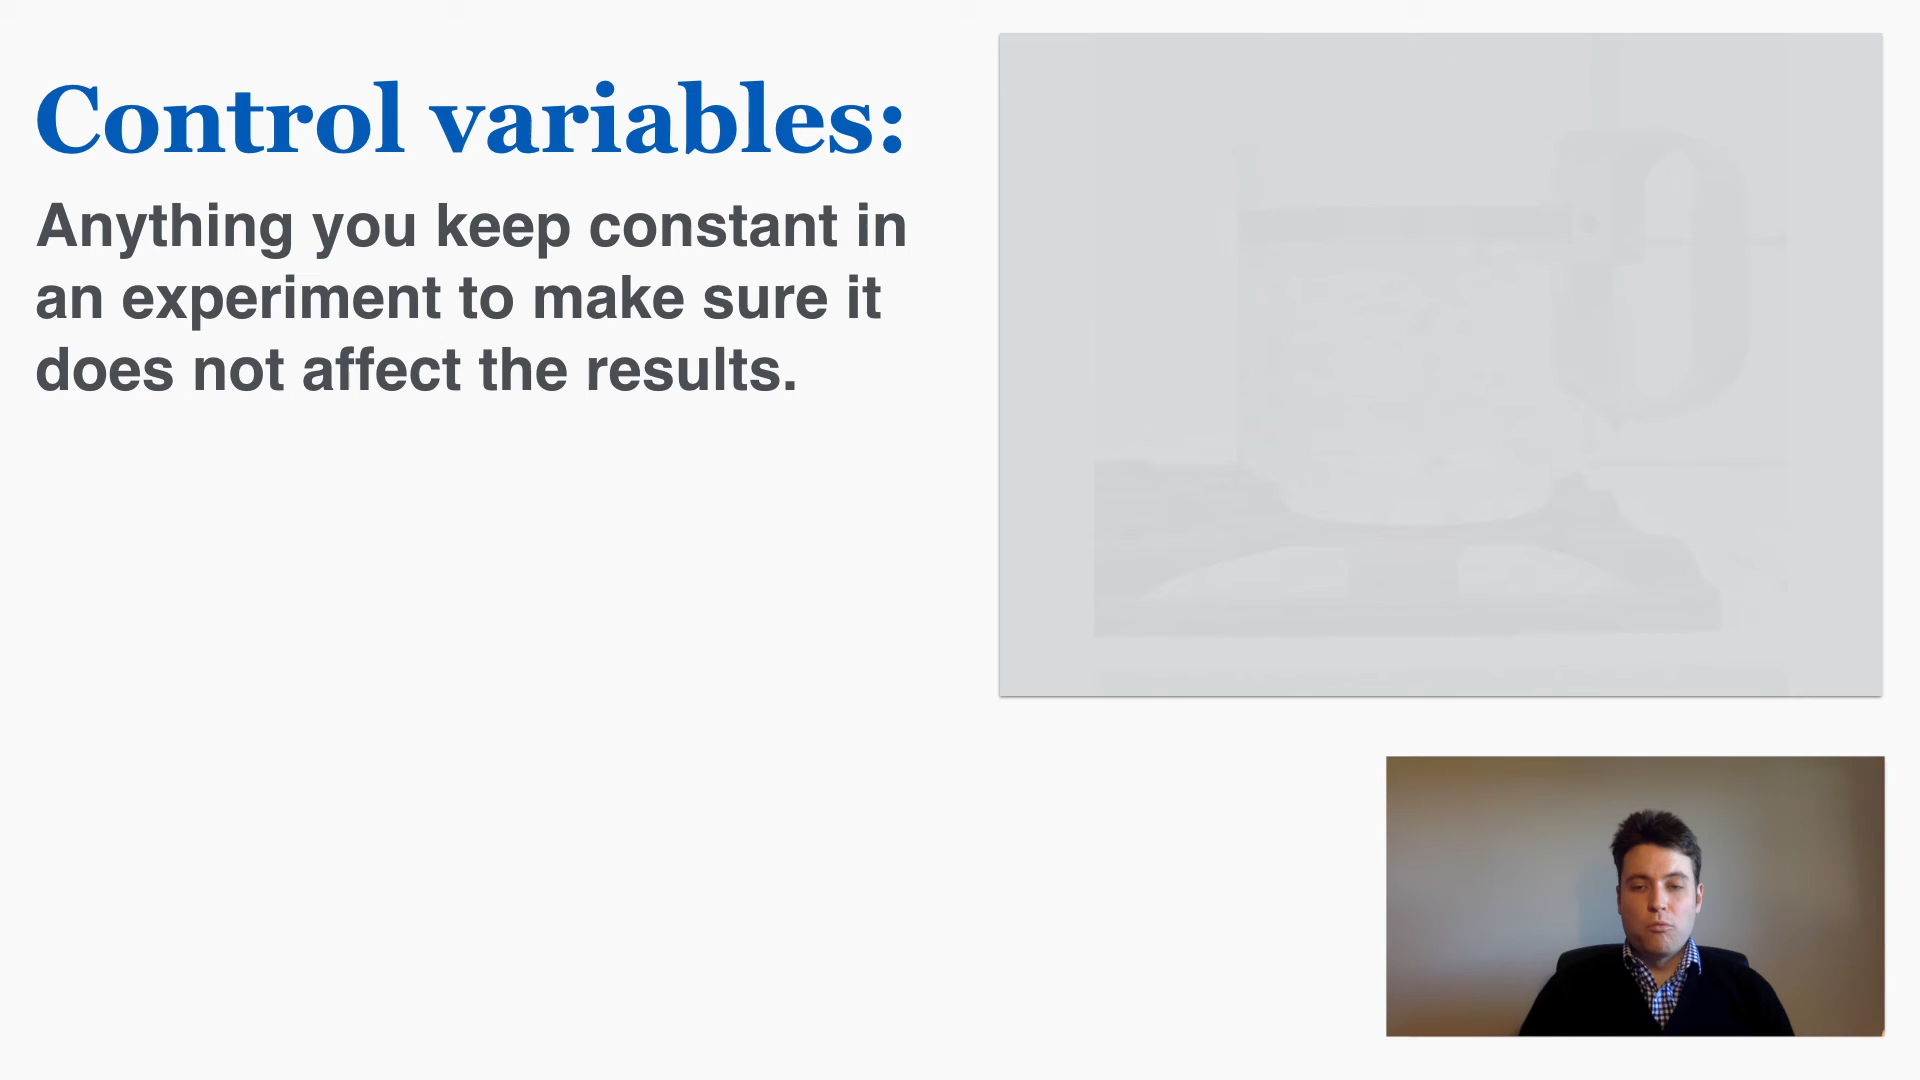 Control variables:
Anything you keep constant in
an experiment to make sure it
does not affect the results.